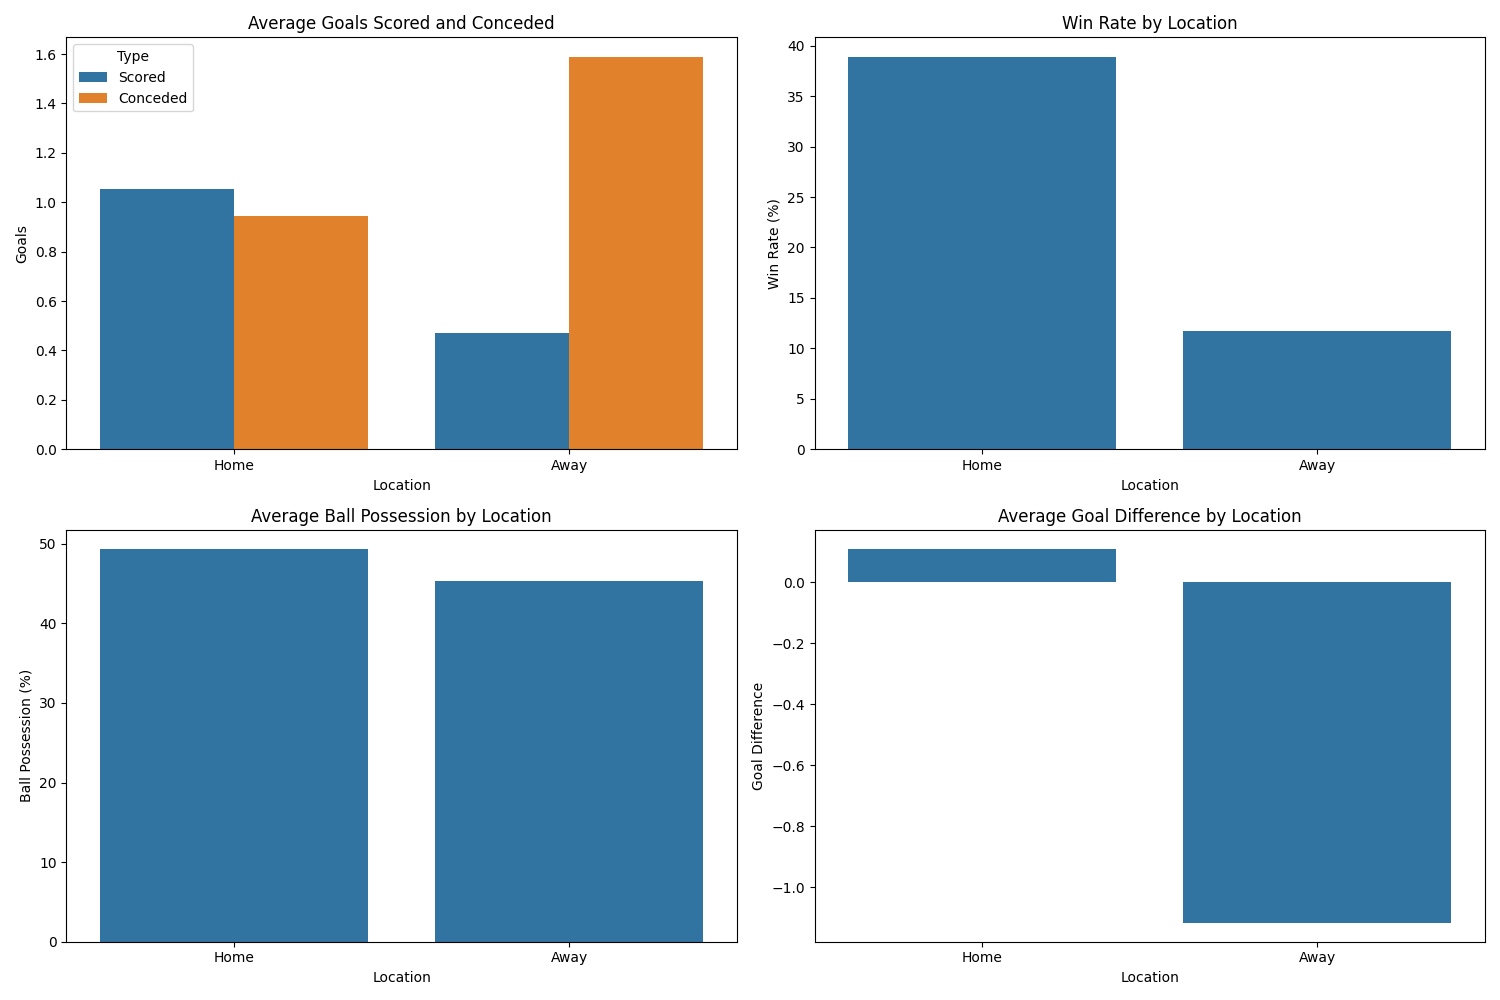 Average Goals Scored and Conceded
Type
Scored
Conceded
1.6
1.4
1.2
1.0
0.8
0.6
0.4
0.2
0.0
Goals
Home
Away
Location
Win Rate by Location
40
35
30
25
20
15
10
5
0
Win Rate (%)
Home
Away
Location
Average Ball Possession by Location
50
40
30
20
10
0
Ball Possession (%)
Home
Away
Location
Average Goal Difference by Location
0.0
−0.2
−0.4
−0.6
−0.8
−1.0
Goal Difference
Home
Away
Location